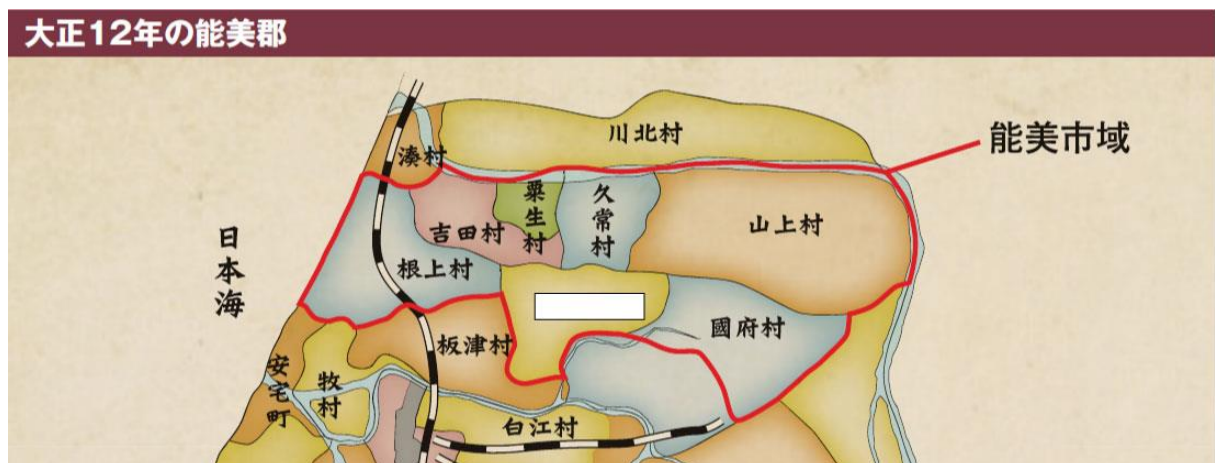 大正12年の能美郡
川北村
能美市域
湊村
粟生村
久常村
山上村
吉田村
日本海
根上村
國府村
板津村
安宅町
牧村
白江村